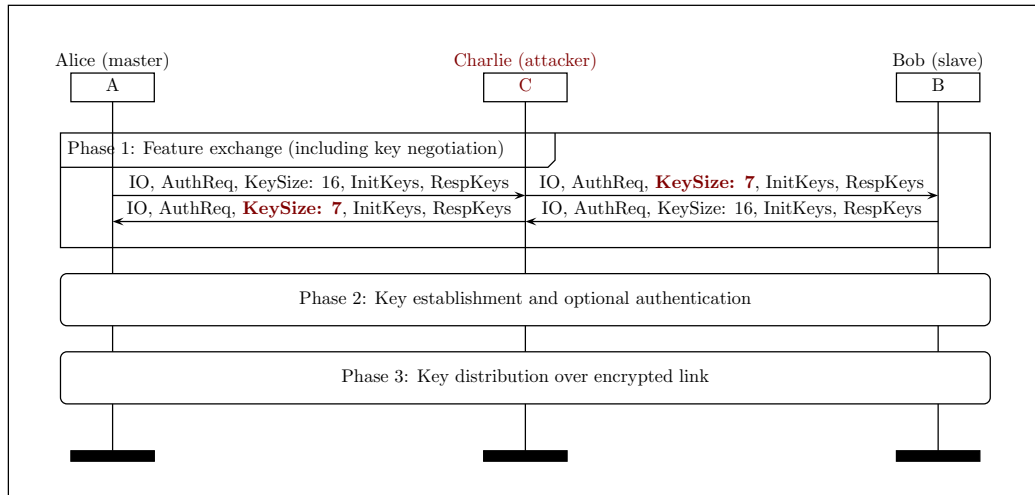 Alice (master)
Charlie (attacker)
Bob (slave)
A
C
B
Phase 1: Feature exchange (including key negotiation)
IO, AuthReq, KeySize: 16, InitKeys, RespKeys
IO, AuthReq, KeySize: 7, InitKeys, RespKeys
IO, AuthReq, KeySize: 7, InitKeys, RespKeys
IO, AuthReq, KeySize: 16, InitKeys, RespKeys
Phase 2: Key establishment and optional authentication
Phase 3: Key distribution over encrypted link